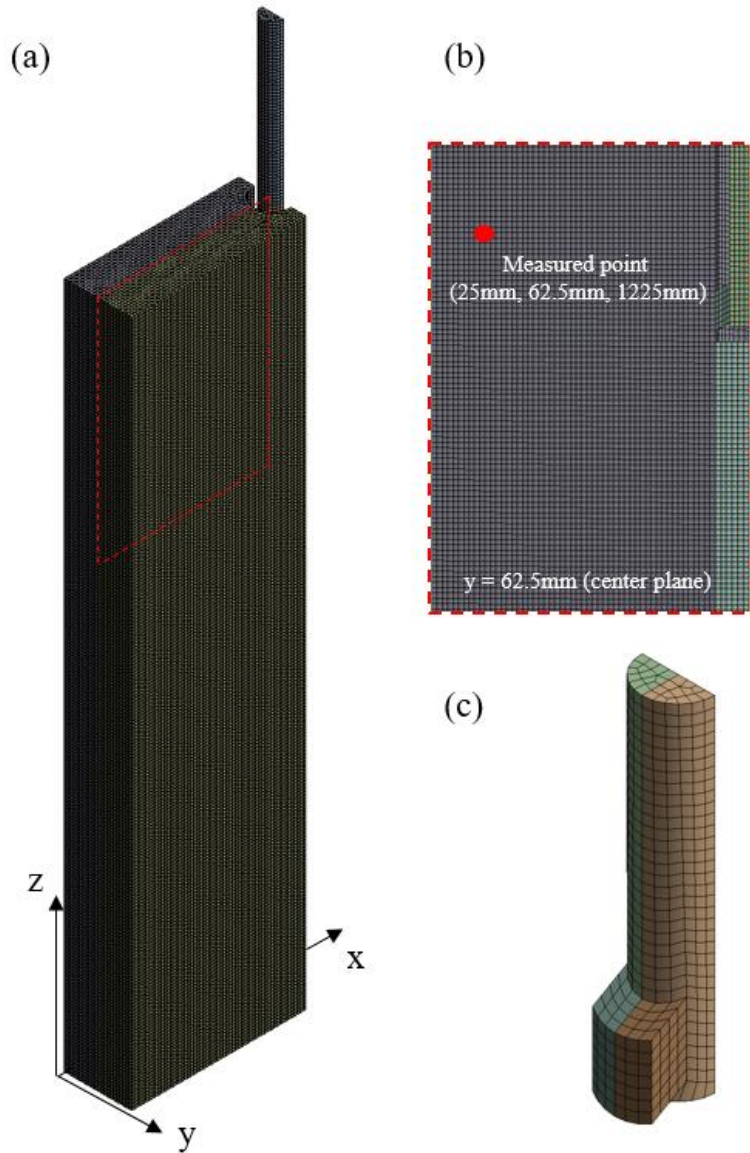 (a)
(b)
Measured point
(25mm, 62.5mm, 1225mm)
y = 62.5mm (center plane)
(c)
z
x
y